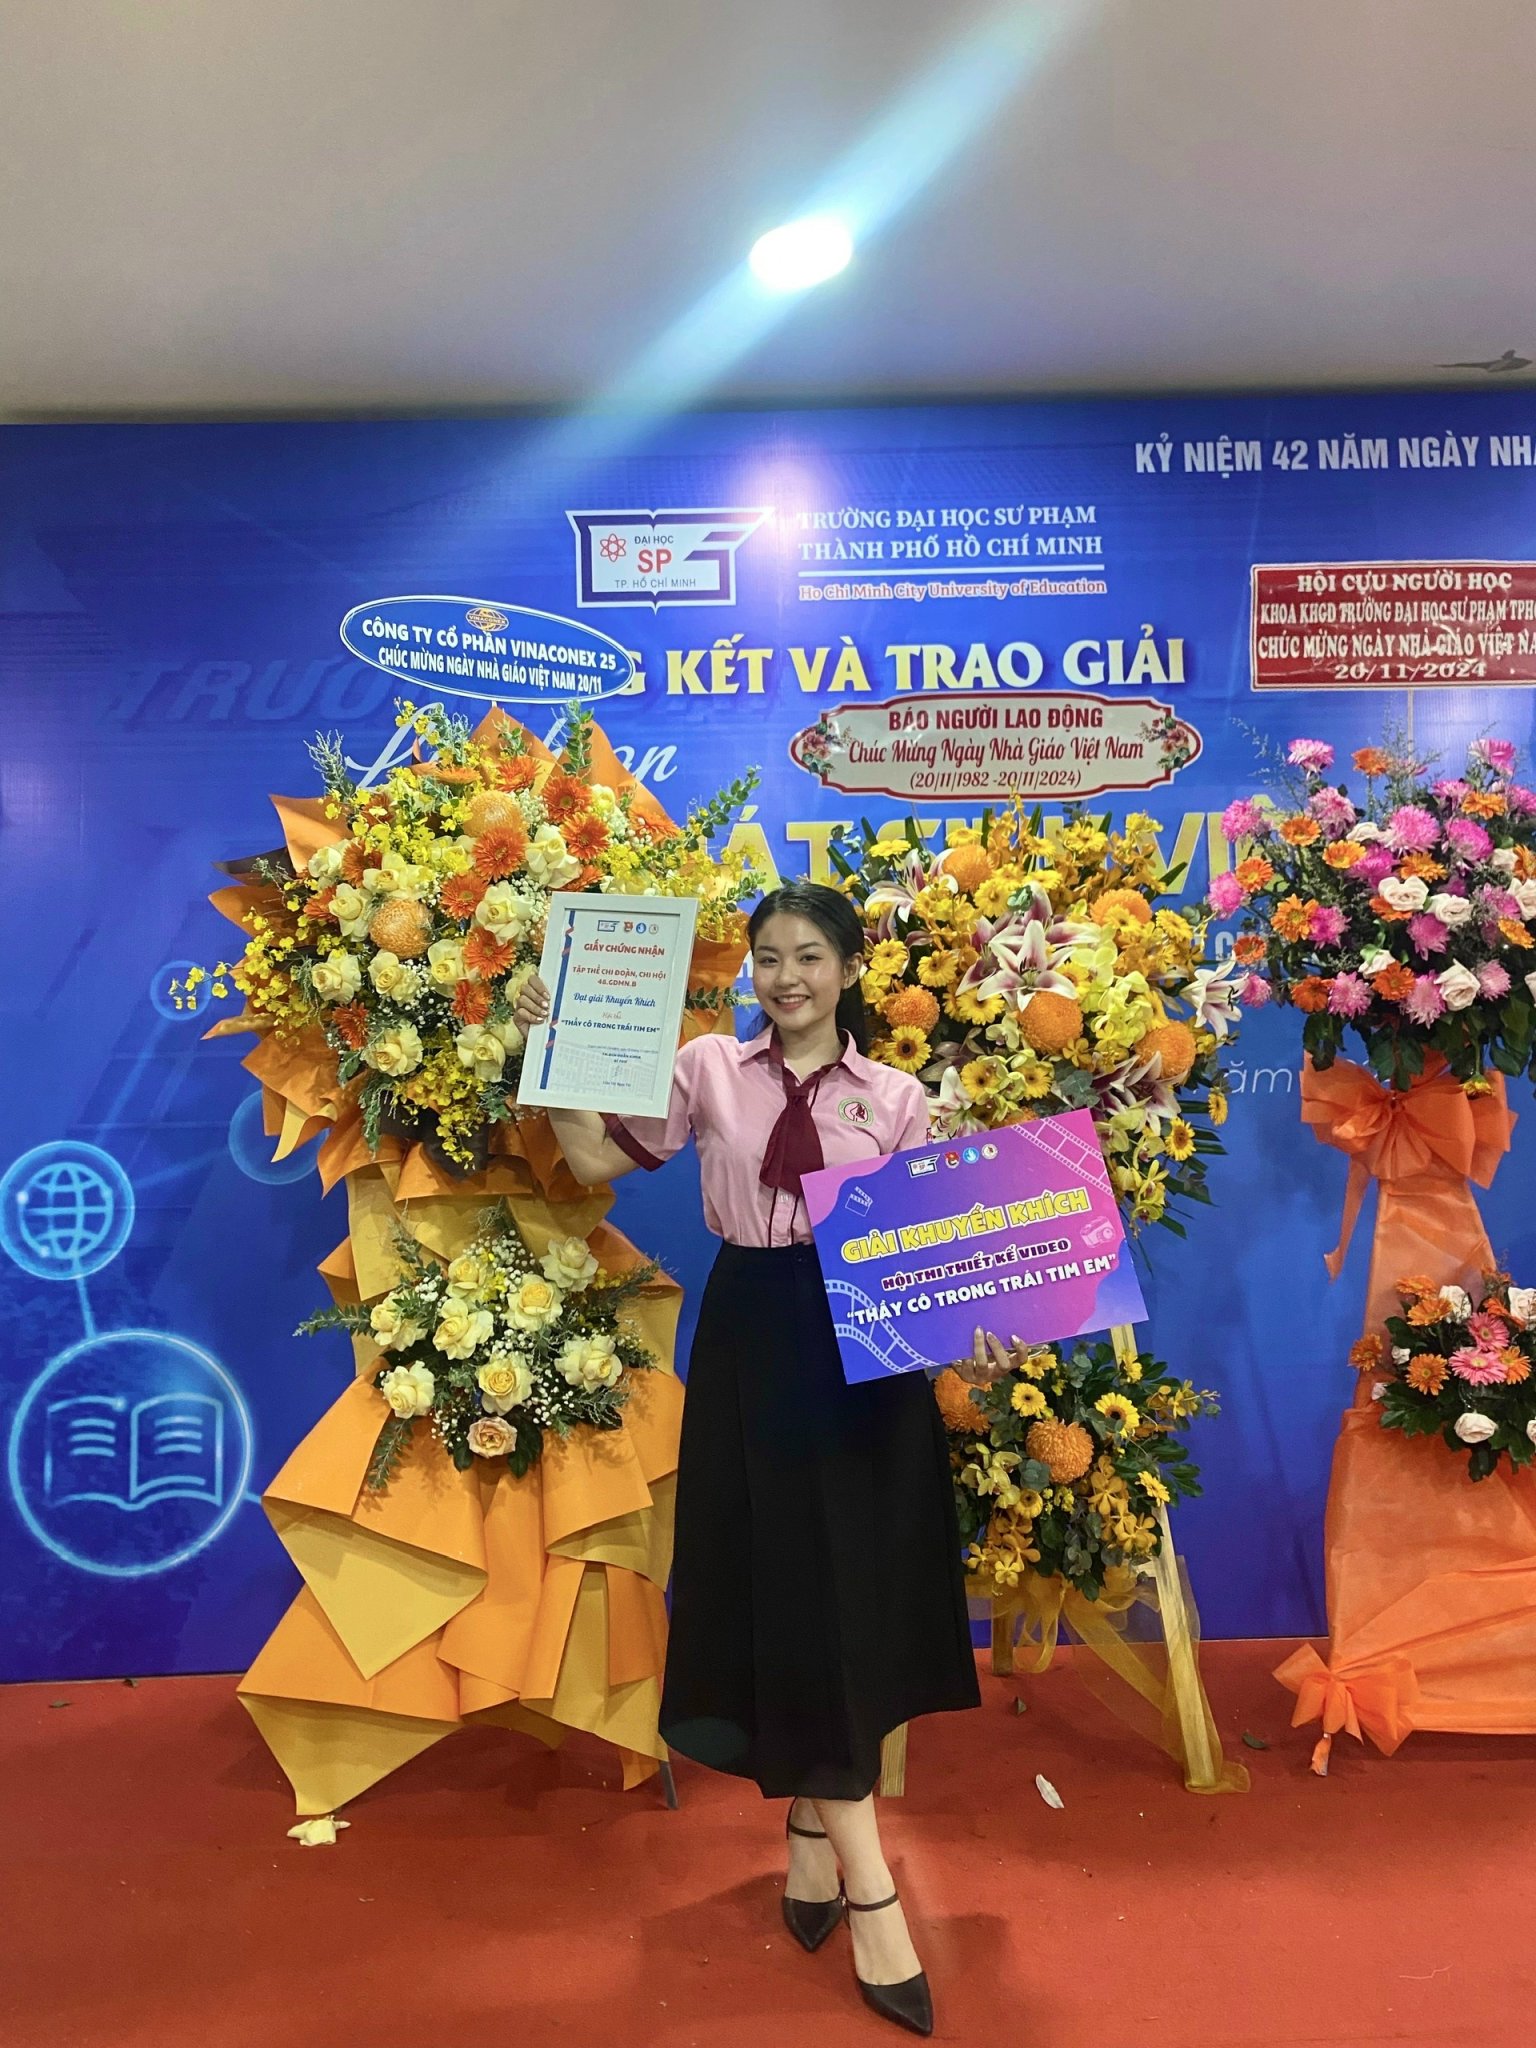 KỶ NIỆM 42 NĂM NGÀY NHÀ
ĐẠI HỌC
SP
TP. HỒ CHÍ MINH
TRƯỜNG ĐẠI HỌC SƯ PHẠM
THÀNH PHỐ HỒ CHÍ MINH
Ho Chi Minh City University of Education
VINACONEX
CÔNG TY CỔ PHẦN VINACONEX 25
CHÚC MỪNG NGÀY NHÀ GIÁO VIỆT NAM 20/11
KẾT VÀ TRAO GIẢI
HỘI CỰU NGƯỜI HỌC
KHOA KHGD TRƯỜNG ĐẠI HỌC SƯ PHẠM TPHC
CHÚC MỪNG NGÀY NHÀ GIÁO VIỆT NA
20/11/2024
BÁO NGƯỜI LAO ĐỘNG
Chúc Mừng Ngày Nhà Giáo Việt Nam
(20/11/1982 -20/11/2024)
GIẤY CHỨNG NHẬN
TẬP THỂ CHI ĐOÀN, CHI HỘI
48.GDMN.B
Đạt giải Khuyến Khích
Hội thi
"THẦY CÔ TRONG TRÁI TIM EM"
SP
GIẢI KHUYẾN KHÍCH
HỘI THI THIẾT KẾ VIDEO
"THẦY CÔ TRONG TRÁI TIM EM"